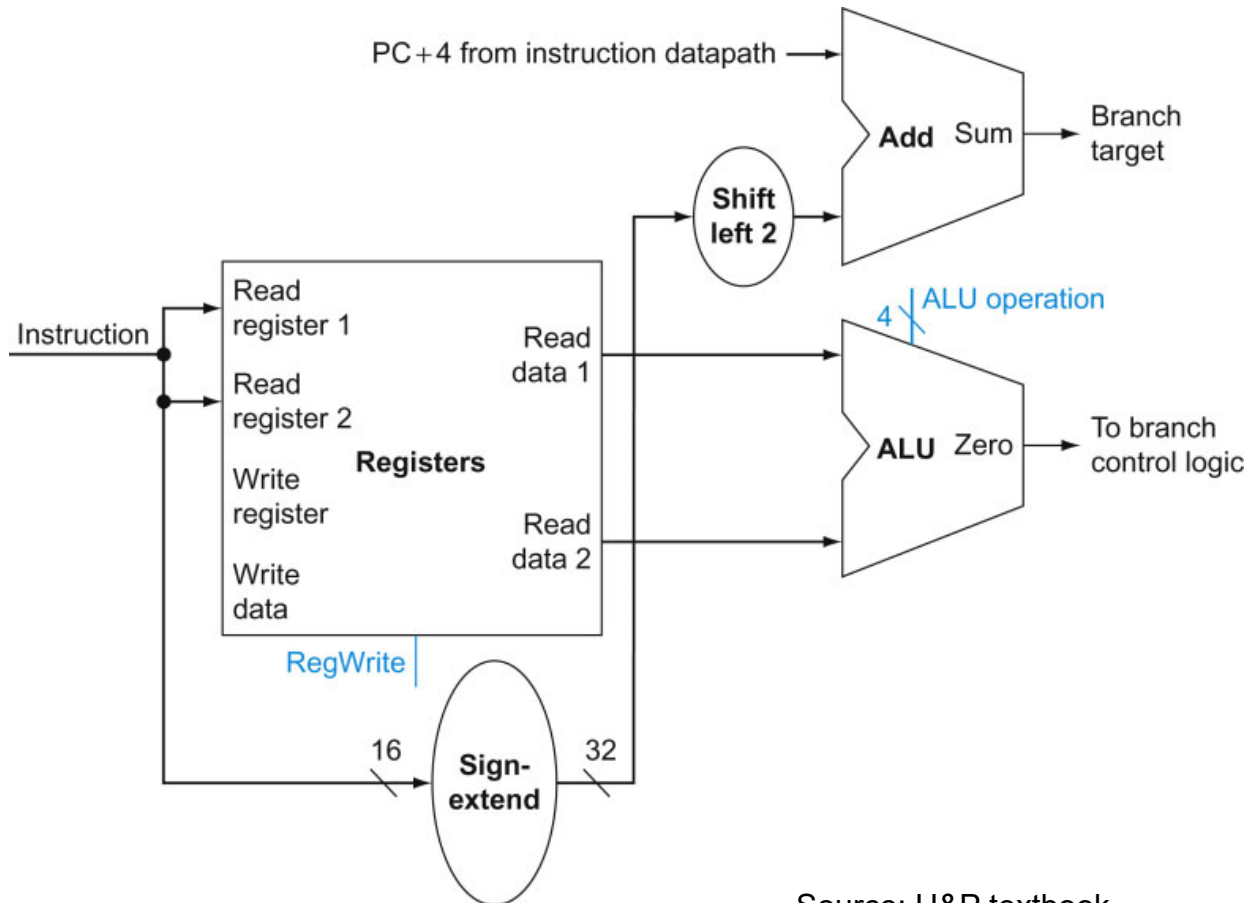 PC+4 from instruction datapath
Add Sum
Branch
target
Shift
left 2
Read
register 1
Instruction
Read
data 1
ALU operation
4
Read
register 2
Registers
ALU Zero
To branch
control logic
Write
register
Read
data 2
Write
data
RegWrite
16
32
Sign-
extend
Source: H&P textbook